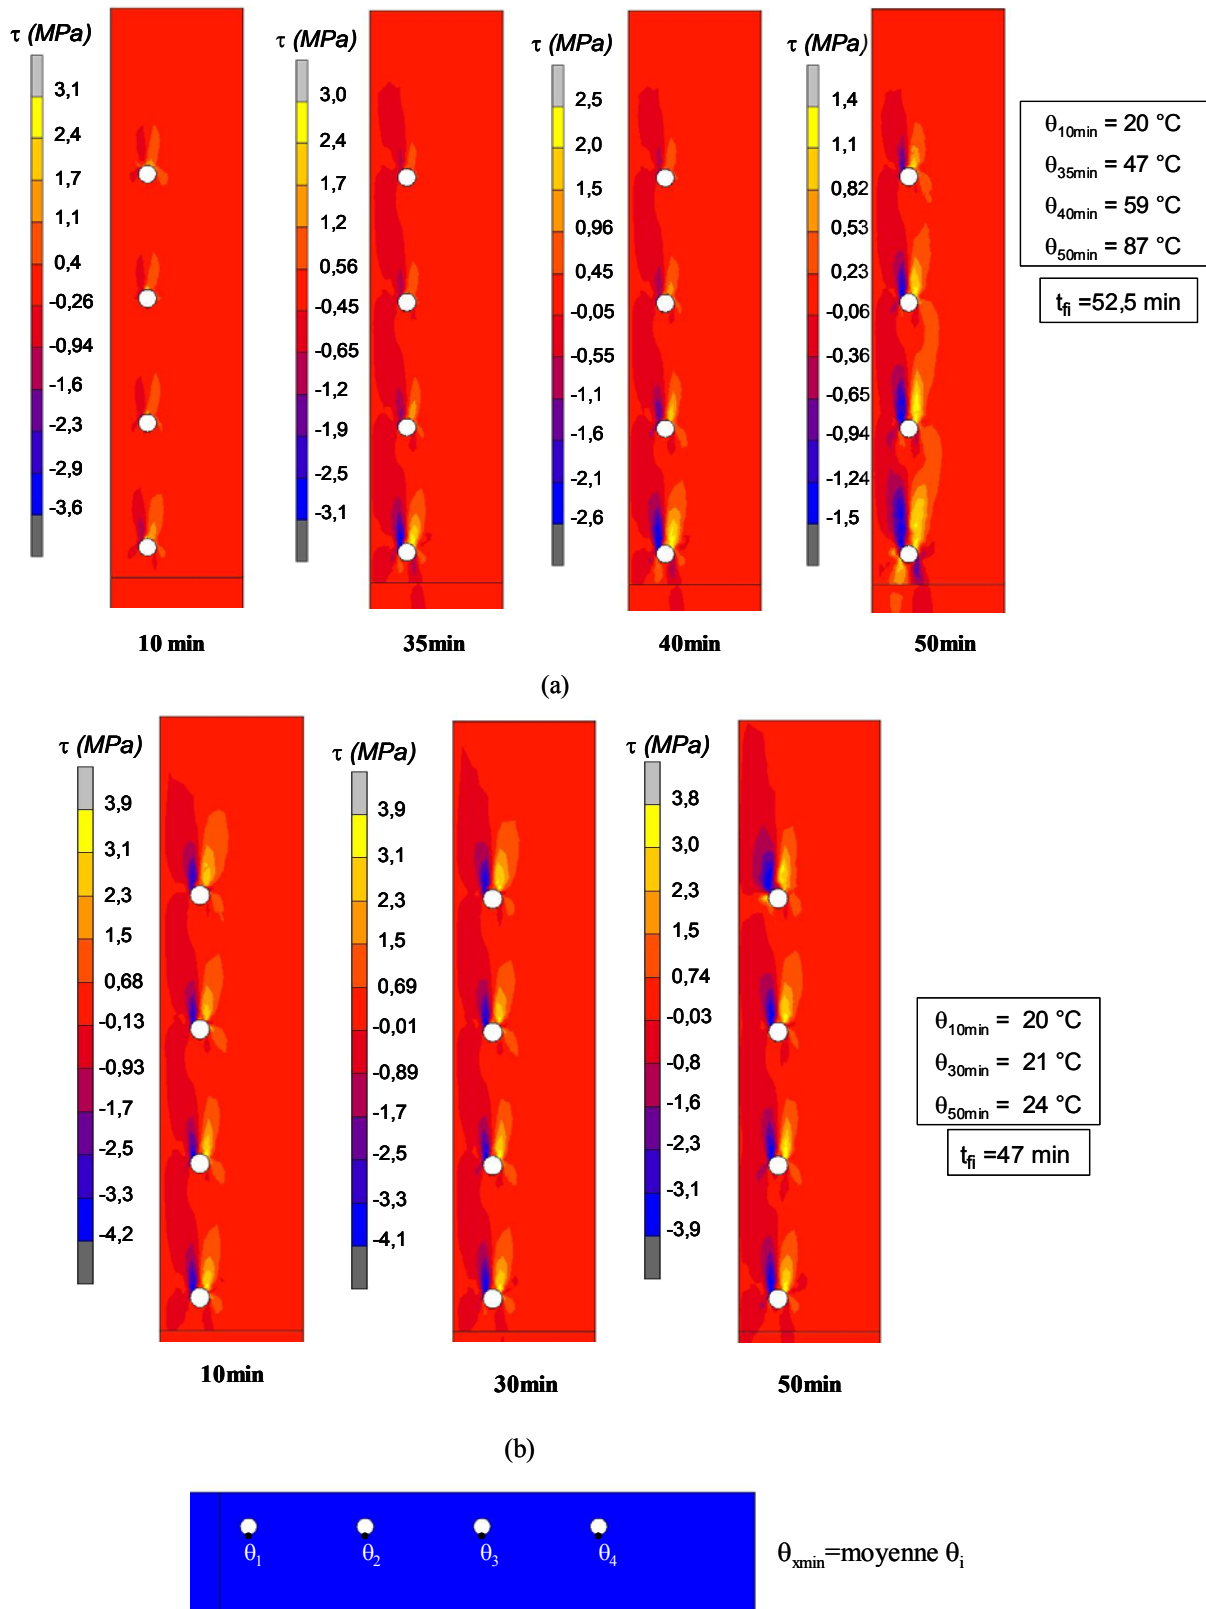 τ (MPa)
3,1
2,4
1,7
1,1
0,4
-0,26
-0,94
-1,6
-2,3
-2,9
-3,6
10 min
τ (MPa)
3,0
2,4
1,7
1,2
0,56
-0,45
-0,65
-1,2
-1,9
-2,5
-3,1
35min
τ (MPa)
2,5
2,0
1,5
0,96
0,45
-0,05
-0,55
-1,1
-1,6
-2,1
-2,6
40min
τ (MPa)
1,4
1,1
0,82
0,53
0,23
-0,06
-0,36
-0,65
-0,94
-1,24
-1,5
50min
θ10min = 20 °C
θ35min = 47 °C
θ40min = 59 °C
θ50min = 87 °C
tfi =52,5 min
(a)
τ (MPa)
3,9
3,1
2,3
1,5
0,68
-0,13
-0,93
-1,7
-2,5
-3,3
-4,2
10min
τ (MPa)
3,9
3,1
2,3
1,5
0,69
-0,01
-0,89
-1,7
-2,5
-3,3
-4,1
30min
τ (MPa)
3,8
3,0
2,3
1,5
0,74
-0,03
-0,8
-1,6
-2,3
-3,1
-3,9
50min
θ10min = 20 °C
θ30min = 21 °C
θ50min = 24 °C
tfi =47 min
(b)
θ1 θ2 θ3 θ4
θxmin=moyenne θi